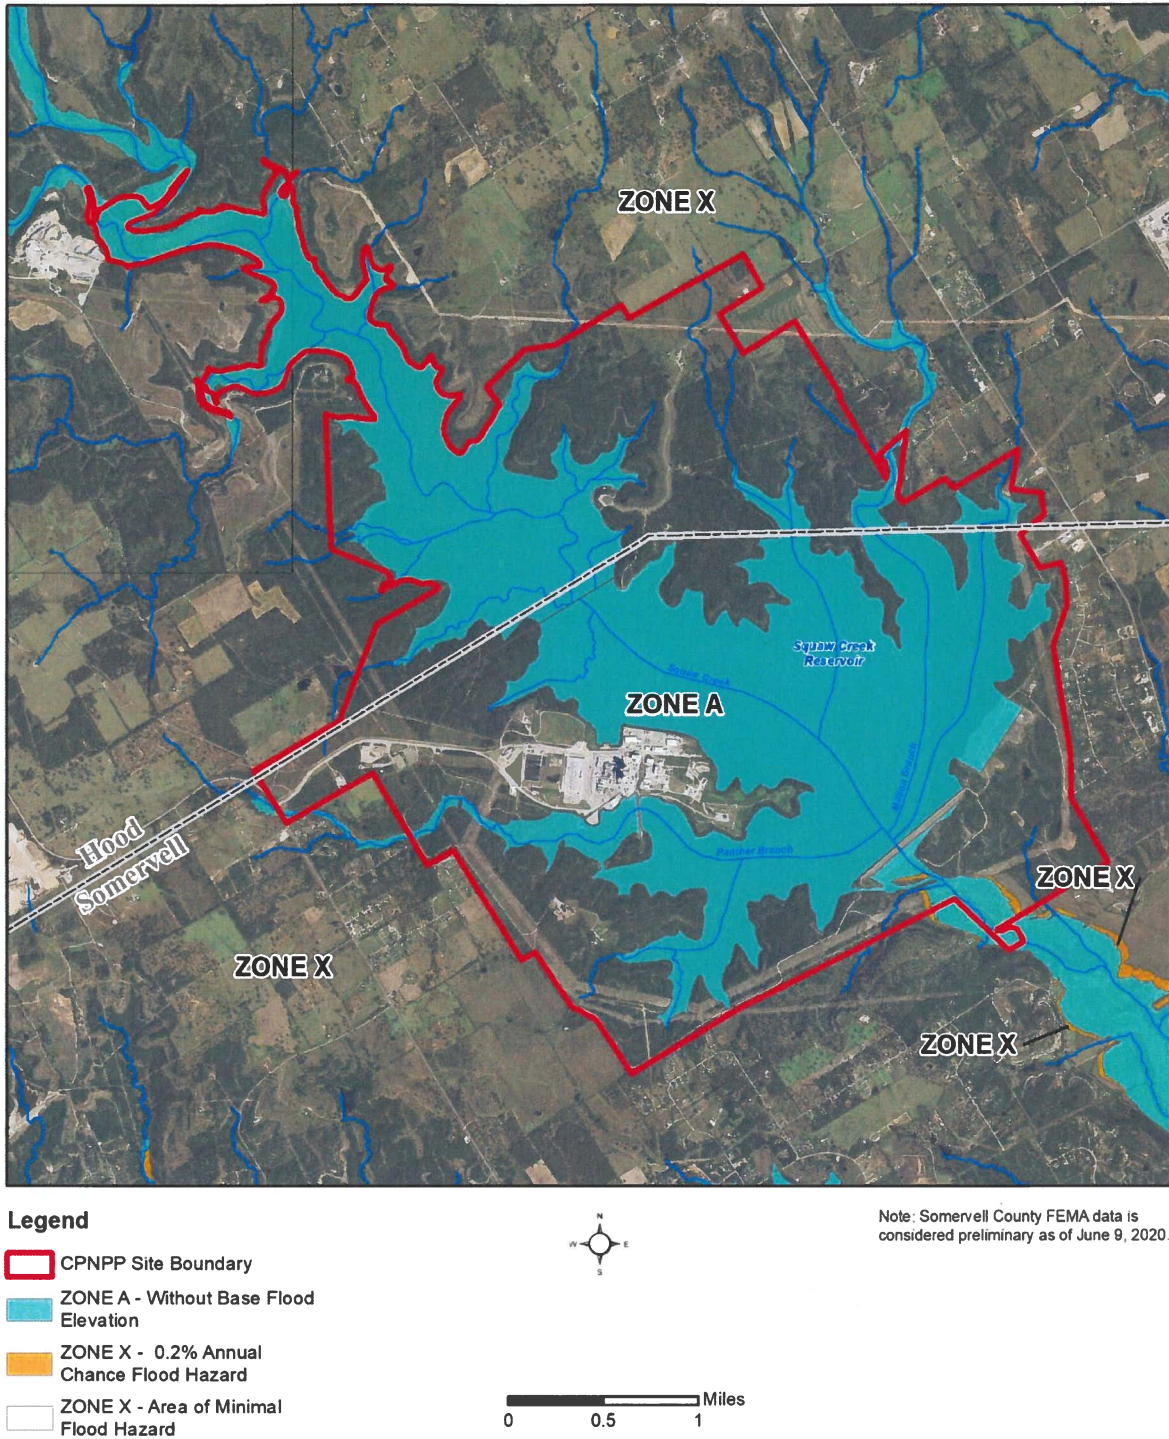 ZONE X
Squaw Creek
Reservoir
Squaw Creek
ZONE A
Million Branch
Panther Branch
Hood
Somervell
ZONE X
ZONE X
ZONE X
Legend
CPNPP Site Boundary
ZONE A - Without Base Flood
Elevation
ZONE X - 0.2% Annual
Chance Flood Hazard
ZONE X - Area of Minimal
Flood Hazard
N
W
E
S
Note: Somervell County FEMA data is
considered preliminary as of June 9, 2020.
Miles
0
0.5
1